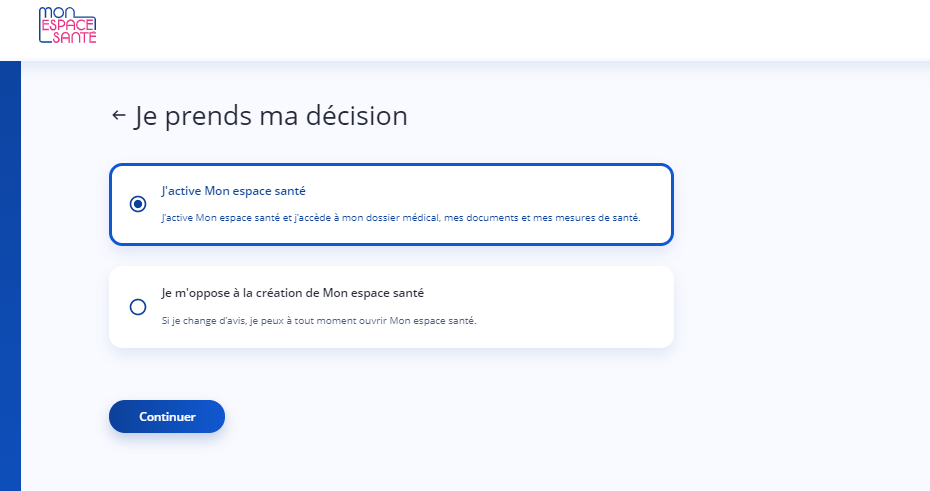 MON
ESPACE
SANTÉ
← Je prends ma décision
J'active Mon espace santé
J'active Mon espace santé et j'accède à mon dossier médical, mes documents et mes mesures de santé.
Je m'oppose à la création de Mon espace santé
Si je change d'avis, je peux à tout moment ouvrir Mon espace santé.
Continuer